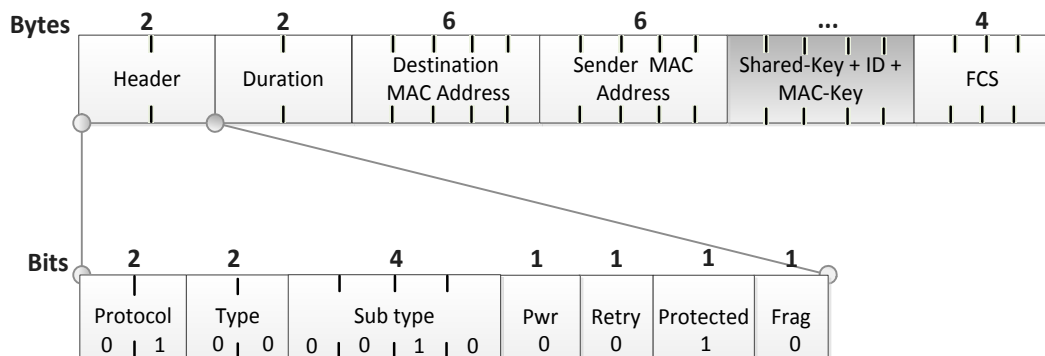 Bytes 2 2 6 6 ... 4
Header Duration Destination MAC Address Sender MAC Address Shared-Key + ID + MAC-Key FCS
Bits 2 2 4 1 1 1 1
Protocol Type Sub type Pwr Retry Protected Frag
0 1 0 0 0 0 1 0 0 0 1 0